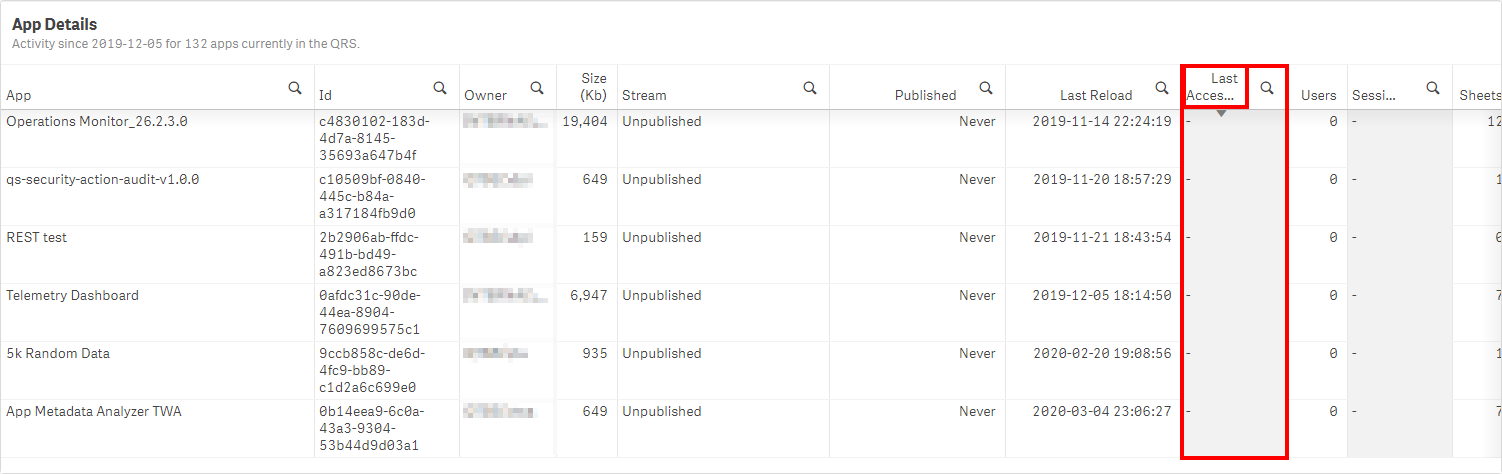 App Details
Activity since 2019-12-05 for 132 apps currently in the QRS.
App Id Owner Size (Kb) Stream Published Last Reload Last Acces... Users Sessi... Sheets
Operations Monitor_26.2.3.0 c4830102-183d- 19,404 Unpublished Never 2019-11-14 22:24:19 - 0 - 12
4d7a-8145-
35693a647b4f
qs-security-action-audit-v1.0.0 c10509bf-0840- 649 Unpublished Never 2019-11-20 18:57:29 - 0 - 1
445c-b84a-
a317184fb9d0
REST test 2b2906ab-ffdc- 159 Unpublished Never 2019-11-21 18:43:54 - 0 - 0
491b-bd49-
a823ed8673bc
Telemetry Dashboard 0afdc31c-90de- 6,947 Unpublished Never 2019-12-05 18:14:50 - 0 - 7
44ea-8904-
7609699575c1
5k Random Data 9ccb858c-de6d- 935 Unpublished Never 2020-02-20 19:08:56 - 0 - 1
4fc9-bb89-
c1d2a6c699e0
App Metadata Analyzer TWA 0b14eea9-6c0a- 649 Unpublished Never 2020-03-04 23:06:27 - 0 - 7
43a3-9304-
53b44d9d03a1